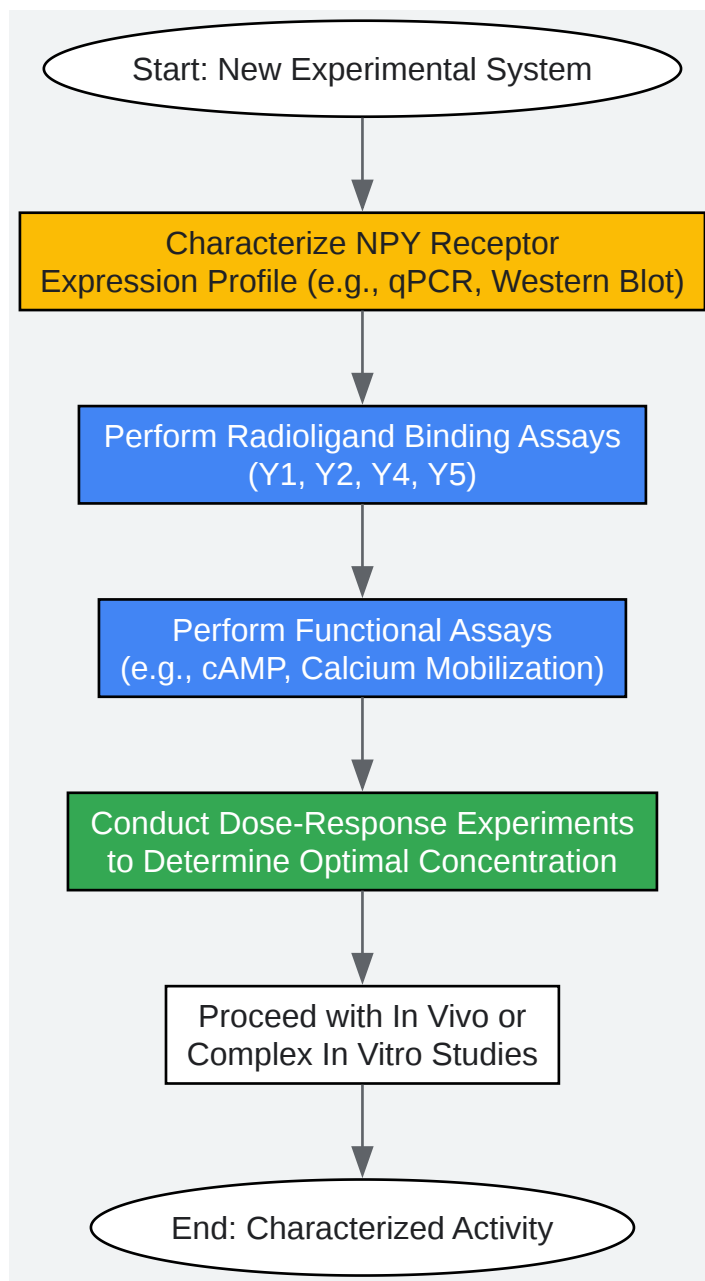 Start: New Experimental System
Characterize NPY Receptor
Expression Profile (e.g., qPCR, Western Blot)
Perform Radioligand Binding Assays
(Y1, Y2, Y4, Y5)
Perform Functional Assays
(e.g., cAMP, Calcium Mobilization)
Conduct Dose-Response Experiments
to Determine Optimal Concentration
Proceed with In Vivo or
Complex In Vitro Studies
End: Characterized Activity